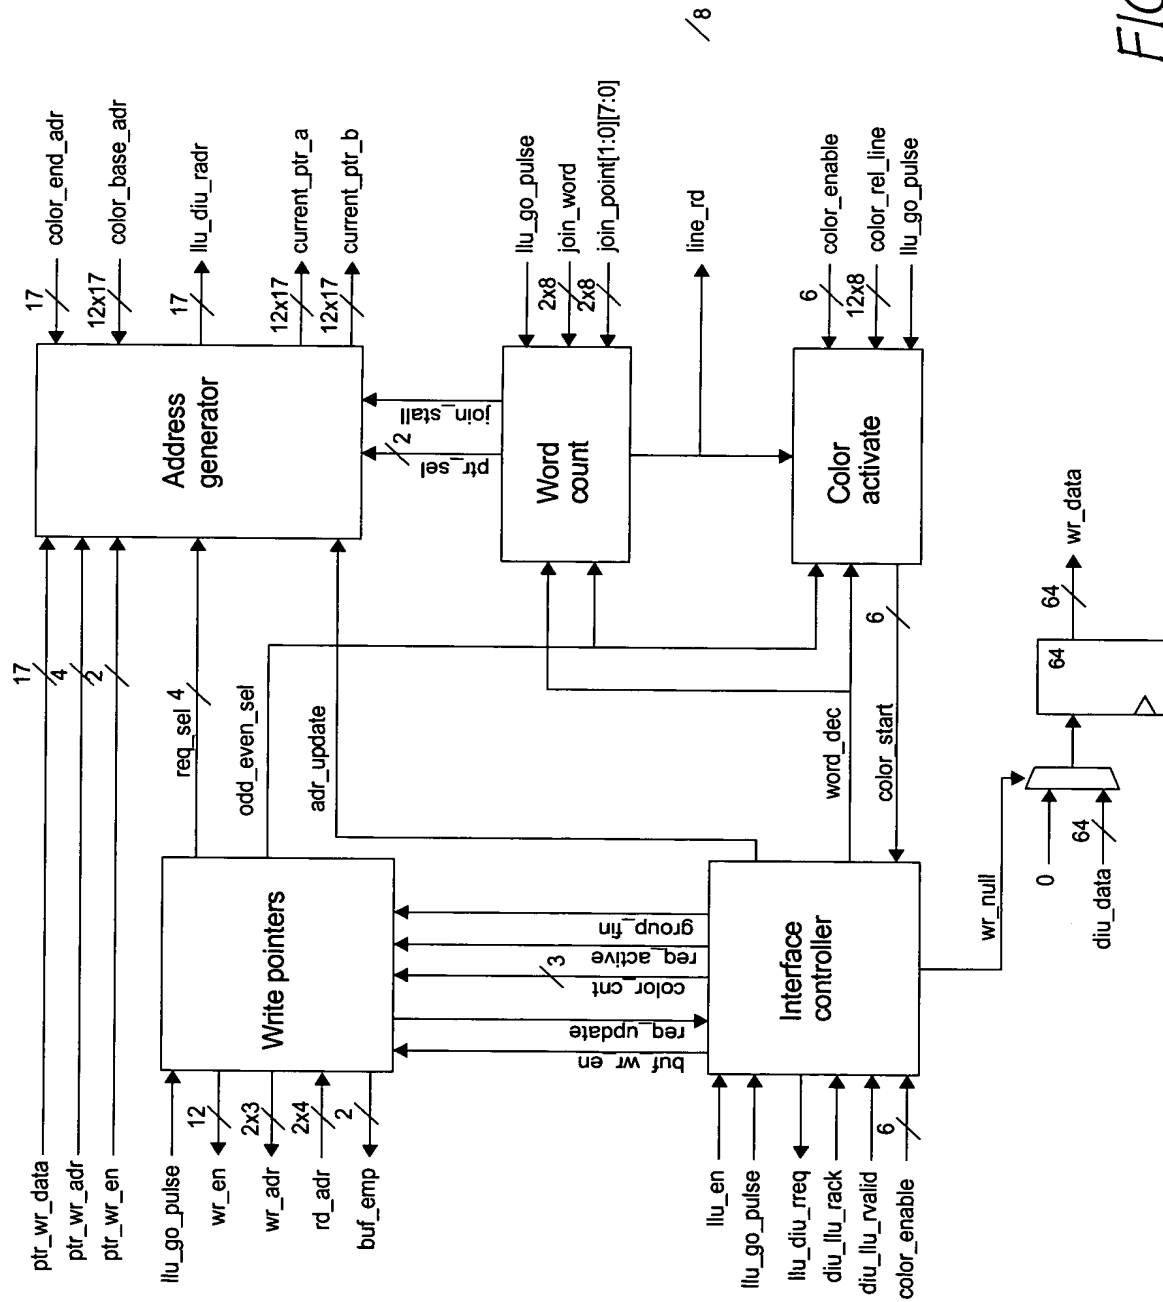 color_end_adr
17
color_base_adr
12x17
llu_diu_radr
17
current_ptr_a
12x17
current_ptr_b
12x17
Address
generator
ptr_wr_data
17
ptr_wr_adr
4
ptr_wr_en
2
req_sel
4
odd_even_sel
adr_update
join_stall
ptr_sel
2
llu_go_pulse
join_word
2x8
join_point[1:0][7:0]
2x8
Word
count
line_rd
8
color_enable
6
color_rel_line
12x8
llu_go_pulse
Color
activate
word_dec
color_start
6
Write pointers
llu_go_pulse
wr_en
12
wr_adr
2x3
rd_adr
2x4
buf_emp
2
group_fin
req_active
color_cnt
3
req_update
buf_wr_en
Interface
controller
llu_en
llu_go_pulse
llu_diu_rreq
diu_llu_rack
diu_llu_rvalid
color_enable
6
wr_null
0
diu_data
64
64
wr_data
64